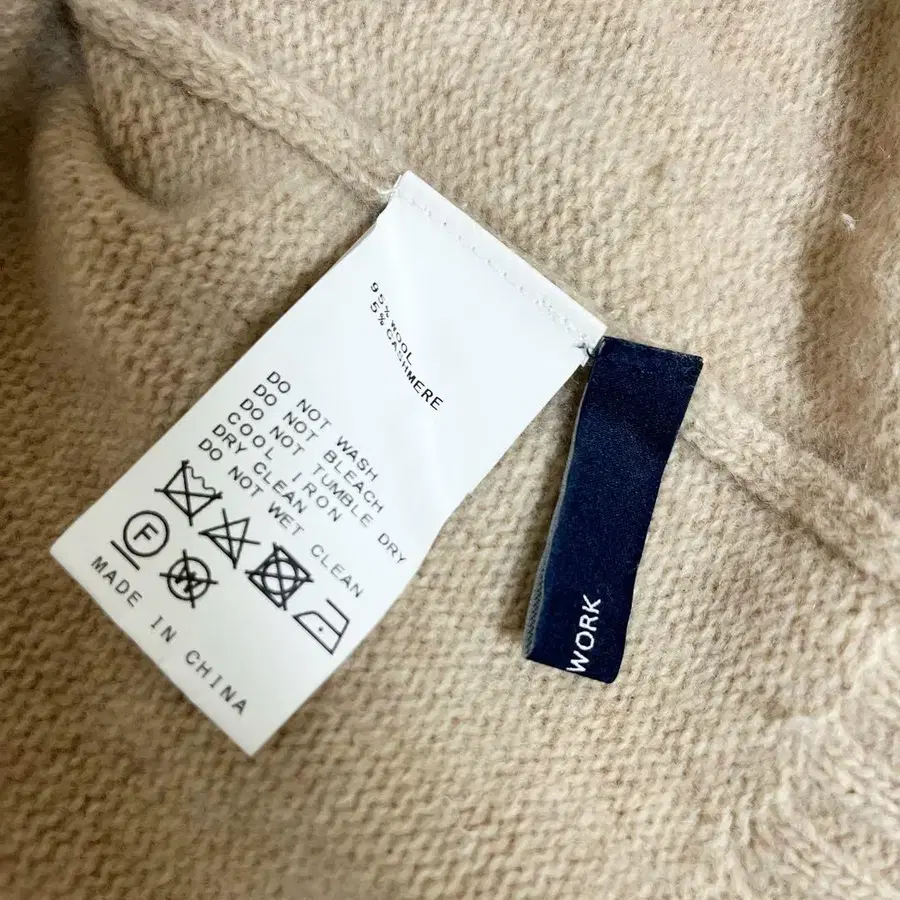 95% WOOL
5% CASHMERE
DO NOT WASH
DO NOT BLEACH
DO NOT TUMBLE DRY
COOL IRON
DRY CLEAN
DO NOT WET CLEAN
F
W
MADE IN CHINA
WORK